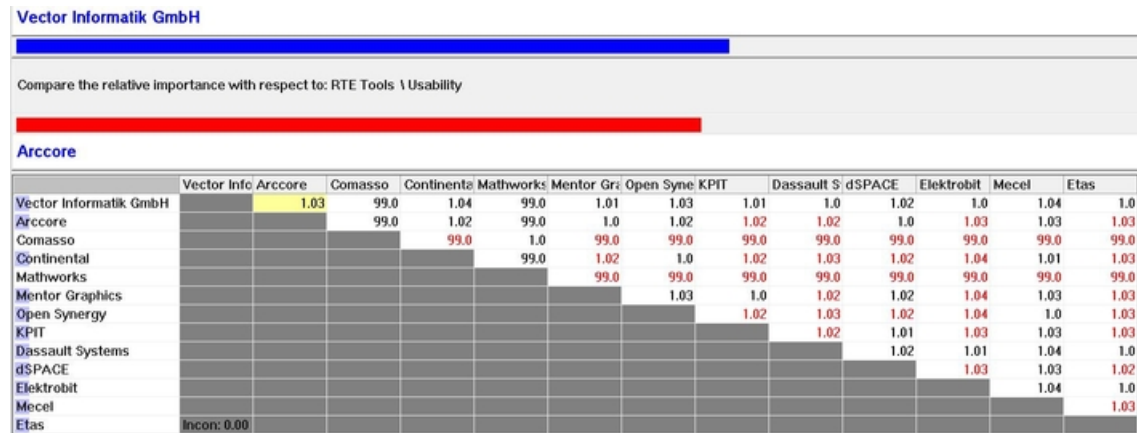 Vector Informatik GmbH
Compare the relative importance with respect to: RTE Tools \ Usability
Arccore
Vector Info Arccore Comasso Continenta Mathworks Mentor Gra Open Syne KPIT Dassault S dSPACE Elektrobit Mecel Etas
Vector Informatik GmbH 1.03 99.0 1.04 99.0 1.01 1.03 1.01 1.0 1.02 1.0 1.04 1.0
Arccore 99.0 1.02 99.0 1.0 1.02 1.02 1.02 1.0 1.03 1.03 1.03
Comasso 99.0 1.0 99.0 99.0 99.0 99.0 99.0 99.0 99.0 99.0
Continental 99.0 1.02 1.0 1.02 1.03 1.02 1.04 1.01 1.03
Mathworks 99.0 99.0 99.0 99.0 99.0 99.0 99.0 99.0
Mentor Graphics 1.03 1.0 1.02 1.02 1.04 1.03 1.03
Open Synergy 1.02 1.03 1.02 1.04 1.0 1.03
KPIT 1.02 1.01 1.03 1.03 1.03
Dassault Systems 1.02 1.01 1.04 1.0
dSPACE 1.03 1.03 1.02
Elektrobit 1.04 1.0
Mecel 1.03
Etas Incon: 0.00